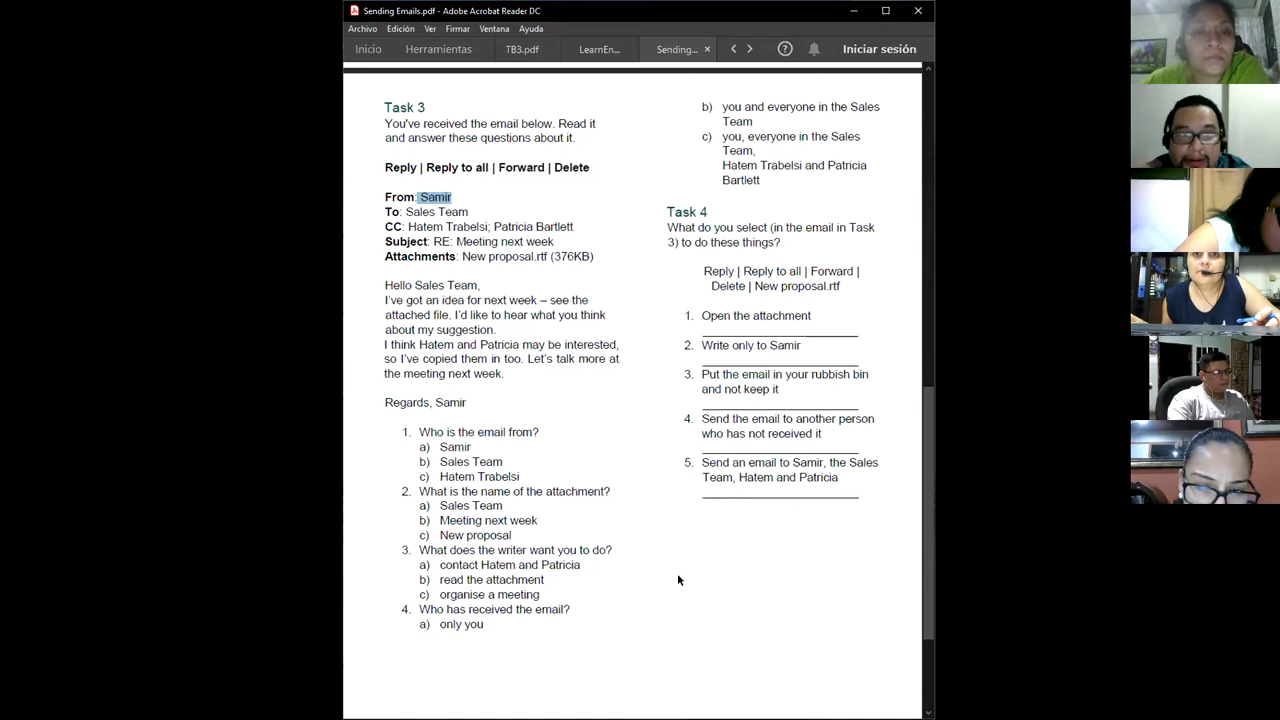 Sending Emails.pdf - Adobe Acrobat Reader DC
Archivo Edición Ver Firmar Ventana Ayuda
Inicio Herramientas TB3.pdf LearnEn... Sending... Iniciar sesión
Task 3
You've received the email below. Read it
and answer these questions about it.
Reply | Reply to all | Forward | Delete
From: Samir
To: Sales Team
CC: Hatem Trabelsi; Patricia Bartlett
Subject: RE: Meeting next week
Attachments: New proposal.rtf (376KB)
Hello Sales Team,
I've got an idea for next week – see the
attached file. I'd like to hear what you think
about my suggestion.
I think Hatem and Patricia may be interested,
so I've copied them in too. Let's talk more at
the meeting next week.
Regards, Samir
1. Who is the email from?
a) Samir
b) Sales Team
c) Hatem Trabelsi
2. What is the name of the attachment?
a) Sales Team
b) Meeting next week
c) New proposal
3. What does the writer want you to do?
a) contact Hatem and Patricia
b) read the attachment
c) organise a meeting
4. Who has received the email?
a) only you
b) you and everyone in the Sales
Team
c) you, everyone in the Sales
Team,
Hatem Trabelsi and Patricia
Bartlett
Task 4
What do you select (in the email in Task
3) to do these things?
Reply | Reply to all | Forward |
Delete | New proposal.rtf
1. Open the attachment
2. Write only to Samir
3. Put the email in your rubbish bin
and not keep it
4. Send the email to another person
who has not received it
5. Send an email to Samir, the Sales
Team, Hatem and Patricia